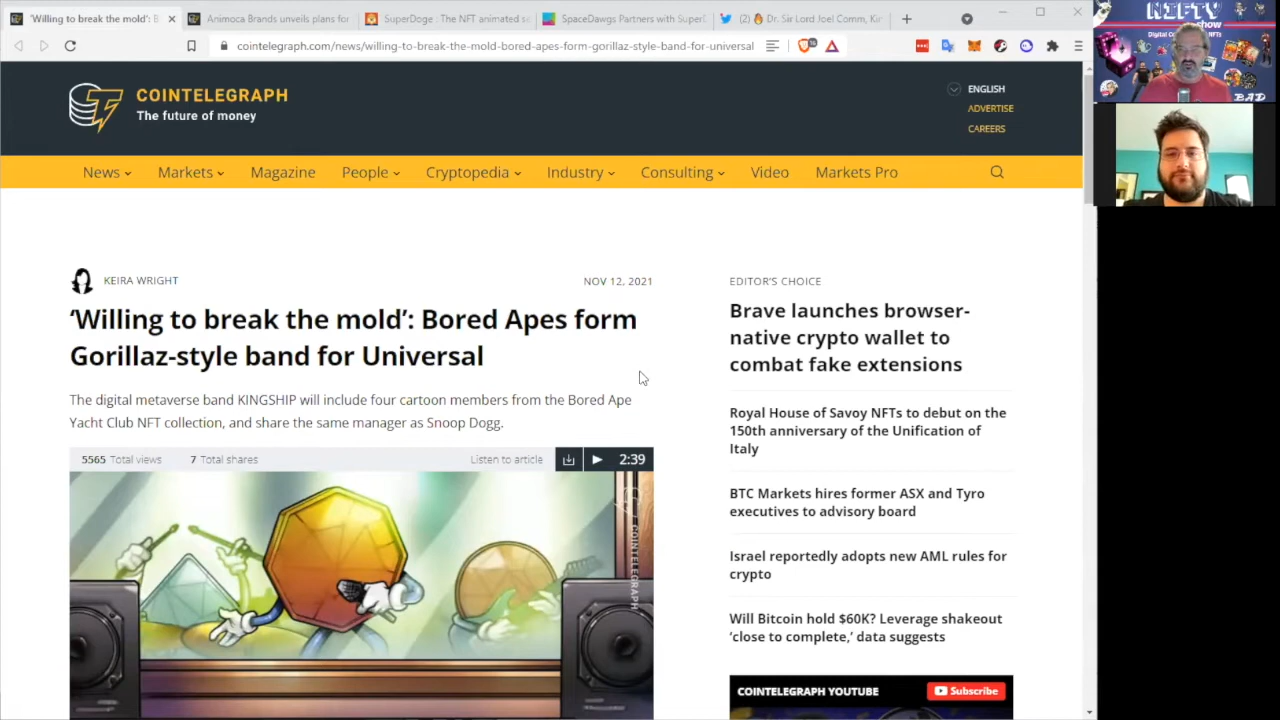 'Willing to break the mold': B
Animoca Brands unveils plans for
SuperDoge : The NFT animated se
SpaceDawgs Partners with SuperD
(2) Dr. Sir Lord Joel Comm, Kin
cointelegraph.com/news/willing-to-break-the-mold-bored-apes-form-gorillaz-style-band-for-universal
NIFTY
show
BAD
COINTELEGRAPH
The future of money
ENGLISH
ADVERTISE
CAREERS
News
Markets
Magazine
People
Cryptopedia
Industry
Consulting
Video
Markets Pro
KEIRA WRIGHT
NOV 12, 2021
'Willing to break the mold': Bored Apes form
Gorillaz-style band for Universal
The digital metaverse band KINGSHIP will include four cartoon members from the Bored Ape
Yacht Club NFT collection, and share the same manager as Snoop Dogg.
5565 Total views
7 Total shares
Listen to article
2:39
COINTELEGRAPH
EDITOR'S CHOICE
Brave launches browser-
native crypto wallet to
combat fake extensions
Royal House of Savoy NFTs to debut on the
150th anniversary of the Unification of
Italy
BTC Markets hires former ASX and Tyro
executives to advisory board
Israel reportedly adopts new AML rules for
crypto
Will Bitcoin hold $60K? Leverage shakeout
'close to complete,' data suggests
COINTELEGRAPH YOUTUBE
Subscribe